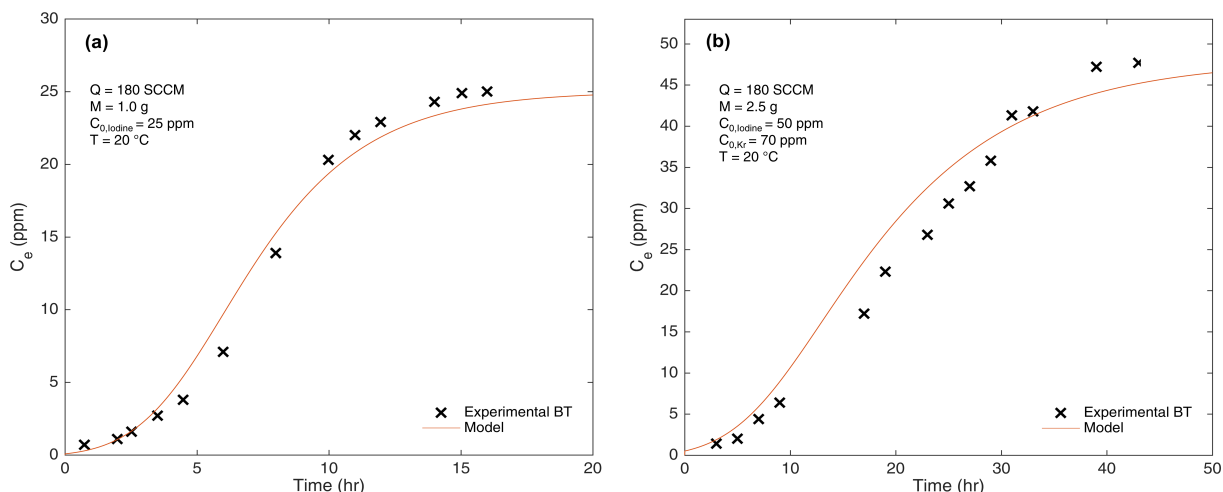 (a)
Q = 180 SCCM
M = 1.0 g
C0,Iodine = 25 ppm
T = 20 °C
30
25
20
15
10
5
0
Ce (ppm)
Experimental BT
Model
0 5 10 15 20
Time (hr)
(b)
Q = 180 SCCM
M = 2.5 g
C0,Iodine = 50 ppm
C0,Kr = 70 ppm
T = 20 °C
50
45
40
35
30
25
20
15
10
5
0
Ce (ppm)
Experimental BT
Model
0 10 20 30 40 50
Time (hr)